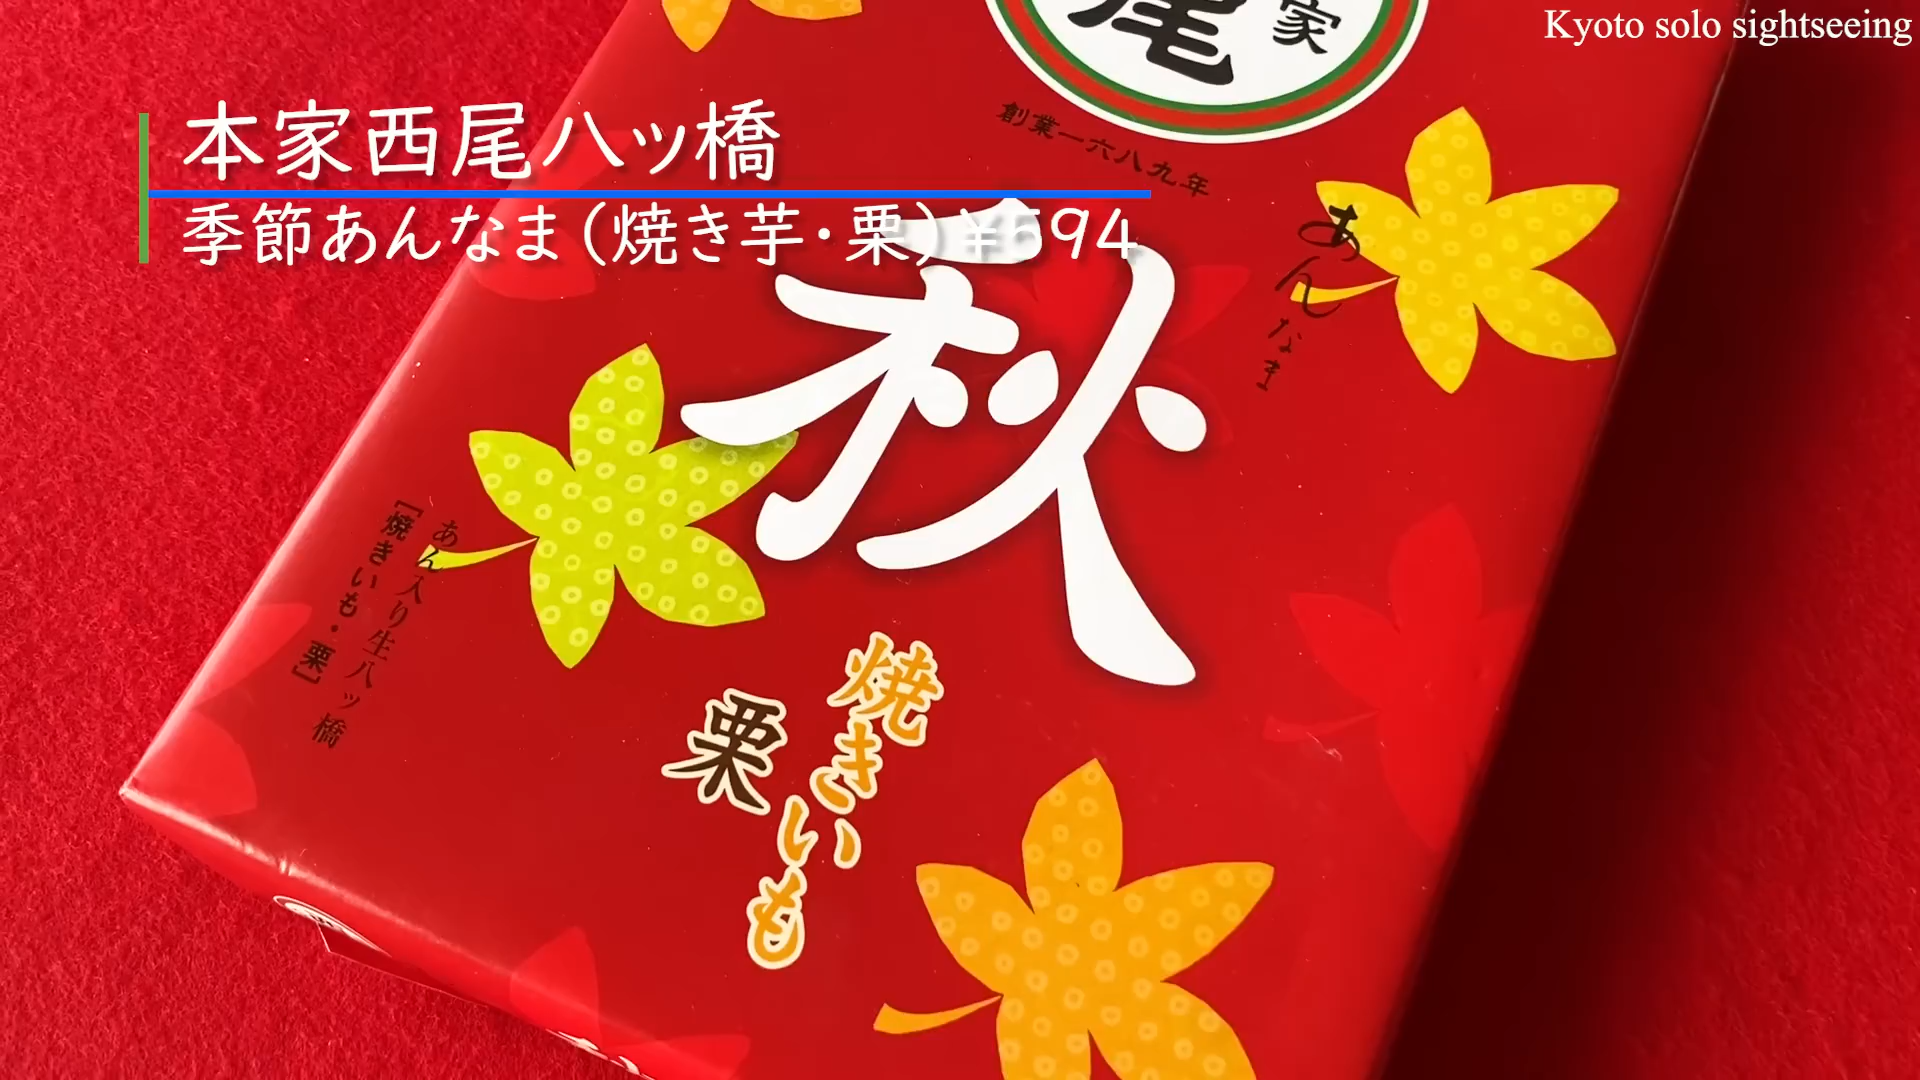 Kyoto solo sightseeing
本家西尾八ッ橋
季節あんなま(焼き芋・栗)¥594
家
尾
創業一六八九年
あんなま
秋
焼きいも
栗
あん入り生八ッ橋
[焼きいも・栗]